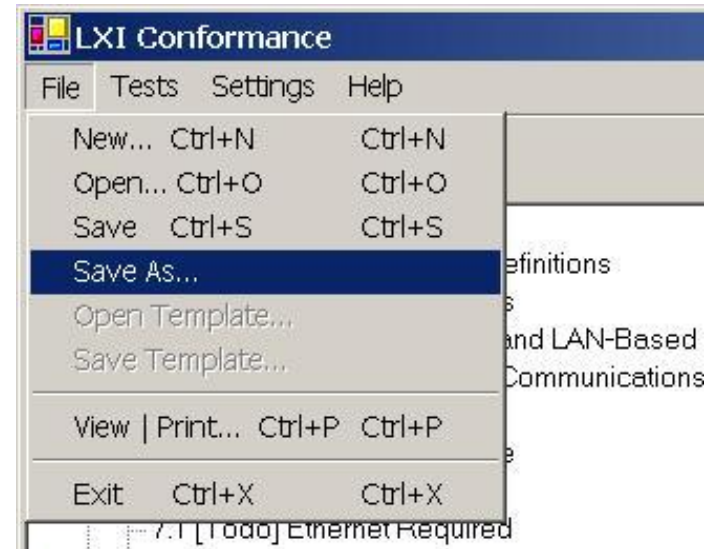 LXI Conformance
File Tests Settings Help
New... Ctrl+N Ctrl+N
Open... Ctrl+O Ctrl+O
Save Ctrl+S Ctrl+S
Save As...
efinitions
Open Template...
s
and LAN-Based
Save Template...
Communications
View | Print... Ctrl+P Ctrl+P
e
Exit Ctrl+X Ctrl+X
7.1 [Todo] Ethernet Required